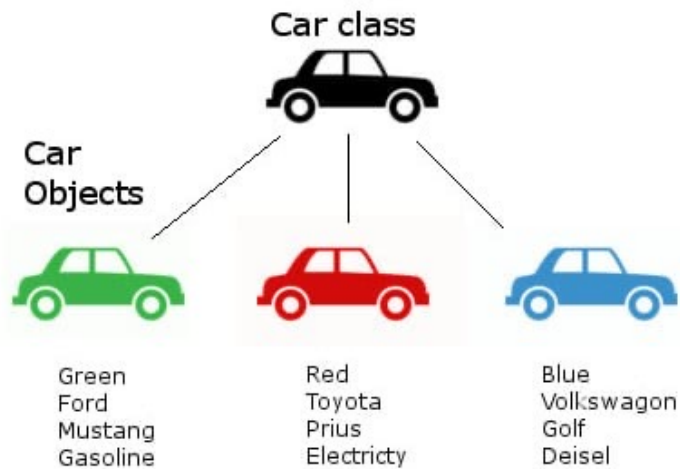 Car class
Car
Objects
Green
Ford
Mustang
Gasoline
Red
Toyota
Prius
Electricty
Blue
Volkswagon
Golf
Deisel